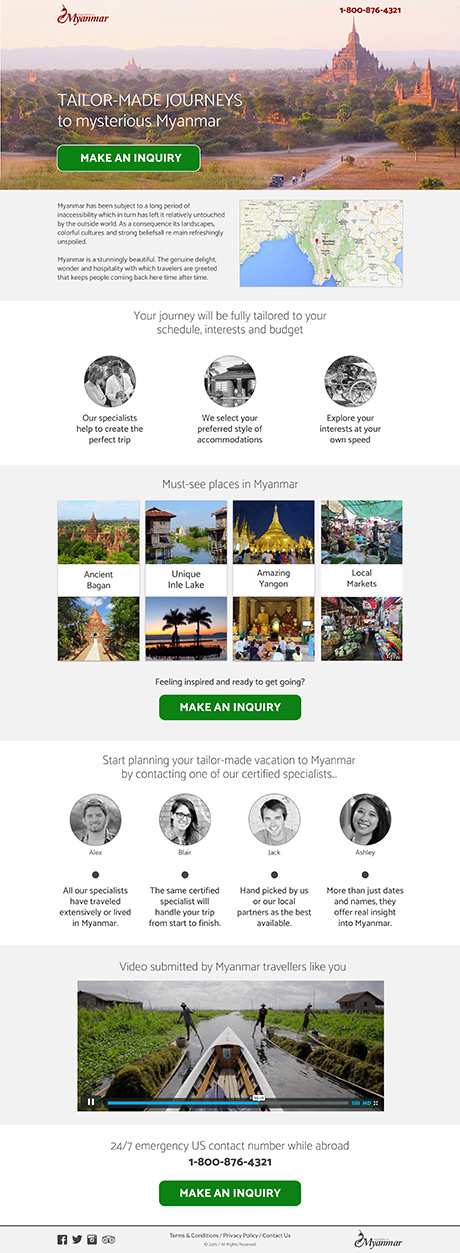 Myanmar
1-800-876-4321
TAILOR-MADE JOURNEYS
to mysterious Myanmar
MAKE AN INQUIRY
Myanmar has been subject to a long period of
inaccessibility which in turn has left it relatively untouched
by the outside world. As a consequence its landscapes,
colorful cultures and strong beliefsall re main refreshingly
unspoiled.
Myanmar is a stunningly beautiful. The genuine delight,
wonder and hospitality with which travelers are greeted
that keeps people coming back here time after time.
Your journey will be fully tailored to your
schedule, interests and budget
Our specialists
help to create the
perfect trip
We select your
preferred style of
accommodations
Explore your
interests at your
own speed
Must-see places in Myanmar
Ancient
Bagan
Unique
Inle Lake
Amazing
Yangon
Local
Markets
Feeling inspired and ready to get going?
MAKE AN INQUIRY
Start planning your tailor-made vacation to Myanmar
by contacting one of our certified specialists...
Alex
Blair
Jack
Ashley
All our specialists
have traveled
extensively or lived
in Myanmar.
The same certified
specialist will
handle your trip
from start to finish.
Hand picked by us
or our local
partners as the best
available.
More than just dates
and names, they
offer real insight
into Myanmar.
Video submitted by Myanmar travellers like you
HD
24/7 emergency US contact number while abroad
1-800-876-4321
MAKE AN INQUIRY
Terms & Conditions / Privacy Policy / Contact Us
© 2015 / All Rights Reserved
Myanmar